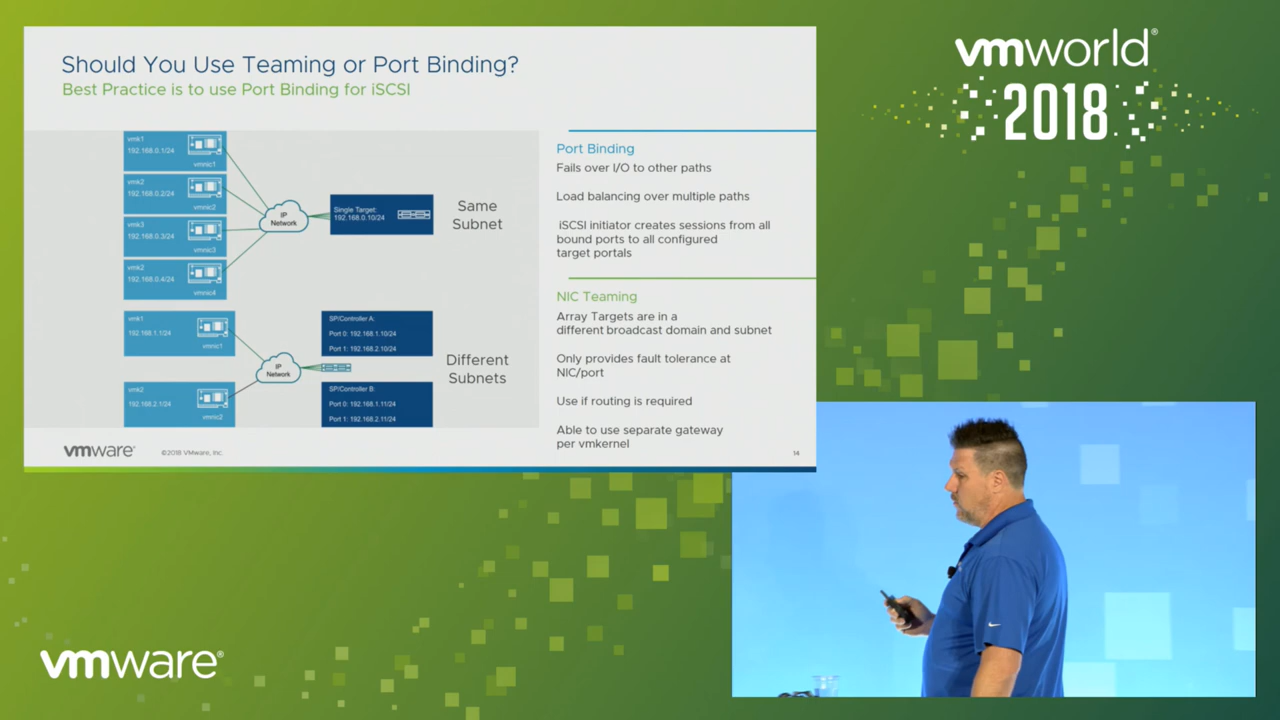 Should You Use Teaming or Port Binding?
Best Practice is to use Port Binding for iSCSI
vmk1
192.168.0.1/24
vmnic1
vmk2
192.168.0.2/24
vmnic2
vmk3
192.168.0.3/24
vmnic3
vmk2
192.168.0.4/24
vmnic4
IP
Network
Single Target:
192.168.0.10/24
Same
Subnet
vmk1
192.168.1.1/24
vmnic1
vmk2
192.168.2.1/24
vmnic2
IP
Network
SP/Controller A:
Port 0: 192.168.1.10/24
Port 1: 192.168.2.10/24
SP/Controller B:
Port 0: 192.168.1.11/24
Port 1: 192.168.2.11/24
Different
Subnets
Port Binding
Fails over I/O to other paths
Load balancing over multiple paths
iSCSI initiator creates sessions from all
bound ports to all configured
target portals
NIC Teaming
Array Targets are in a
different broadcast domain and subnet
Only provides fault tolerance at
NIC/port
Use if routing is required
Able to use separate gateway
per vmkernel
vmware®
©2018 VMware, Inc.
14
vmworld®
2018
vmware®